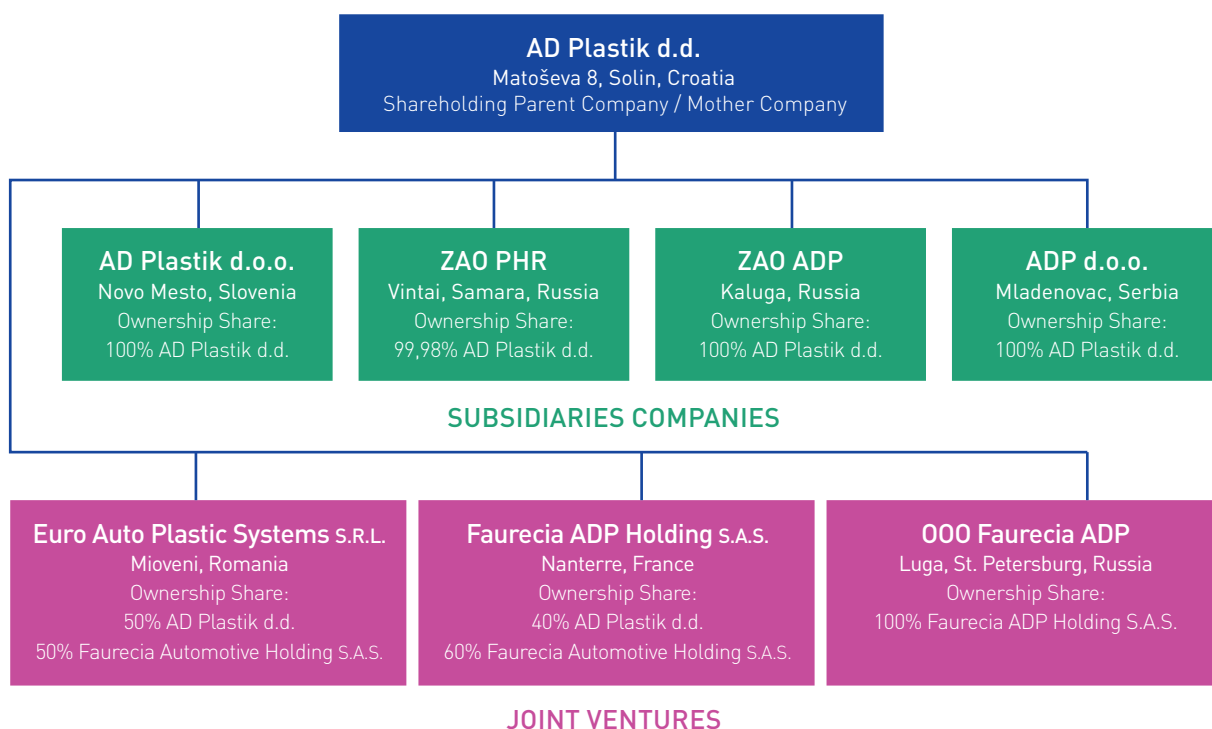 AD Plastik d.d.
Matoševa 8, Solin, Croatia
Shareholding Parent Company / Mother Company
AD Plastik d.o.o.
Novo Mesto, Slovenia
Ownership Share:
100% AD Plastik d.d.
ZAO PHR
Vintai, Samara, Russia
Ownership Share:
99,98% AD Plastik d.d.
ZAO ADP
Kaluga, Russia
Ownership Share:
100% AD Plastik d.d.
ADP d.o.o.
Mladenovac, Serbia
Ownership Share:
100% AD Plastik d.d.
SUBSIDIARIES COMPANIES
Euro Auto Plastic Systems S.R.L.
Mioveni, Romania
Ownership Share:
50% AD Plastik d.d.
50% Faurecia Automotive Holding S.A.S.
Faurecia ADP Holding S.A.S.
Nanterre, France
Ownership Share:
40% AD Plastik d.d.
60% Faurecia Automotive Holding S.A.S.
OOO Faurecia ADP
Luga, St. Petersburg, Russia
Ownership Share:
100% Faurecia ADP Holding S.A.S.
JOINT VENTURES